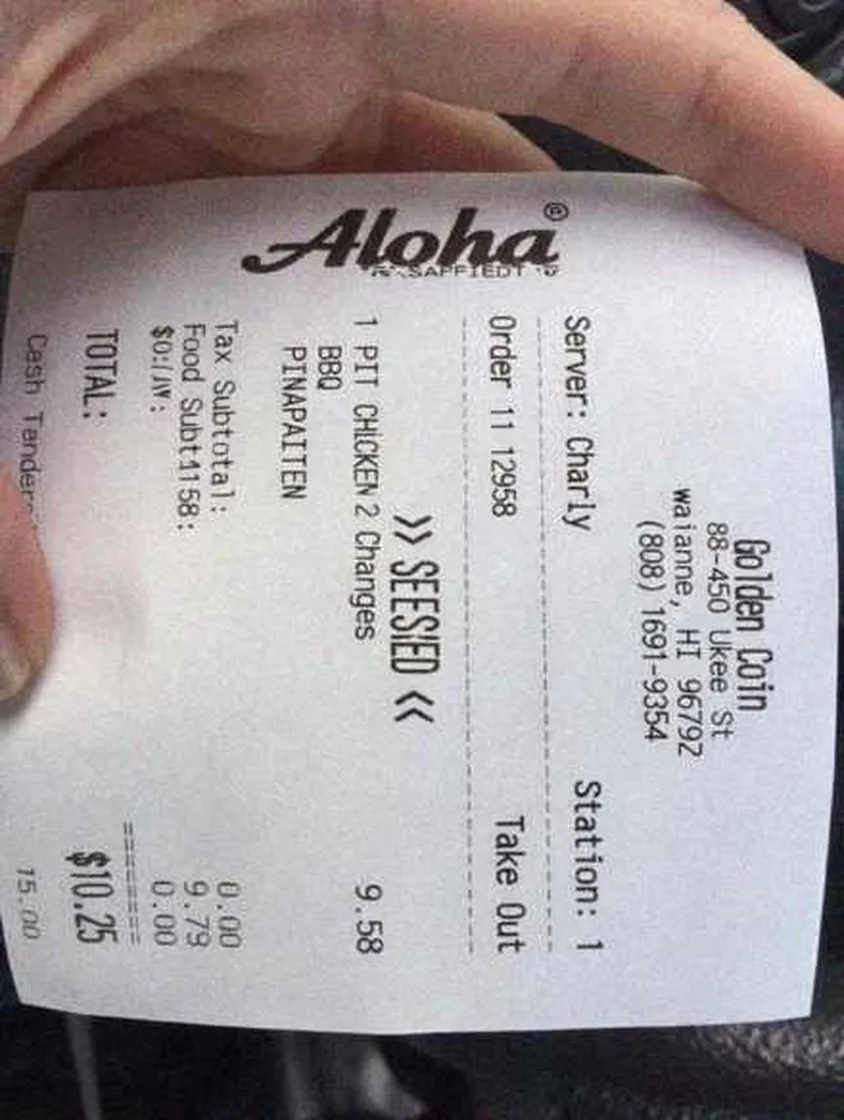 Golden Coin
88-450 Ukee St
waianne, HI 96792
(808) 1691-9354
Server: Charly Station: 1
Order 11 12958 Take Out
>> SEESIED <<
1 PIT CHICKEN 2 Changes 9.58
BBQ
PINAPAITEN
Tax Subtotal: 0.00
Food Subt1158: 9.79
0.00
TOTAL: $10.25
Cash Tender 15.00
Aloha